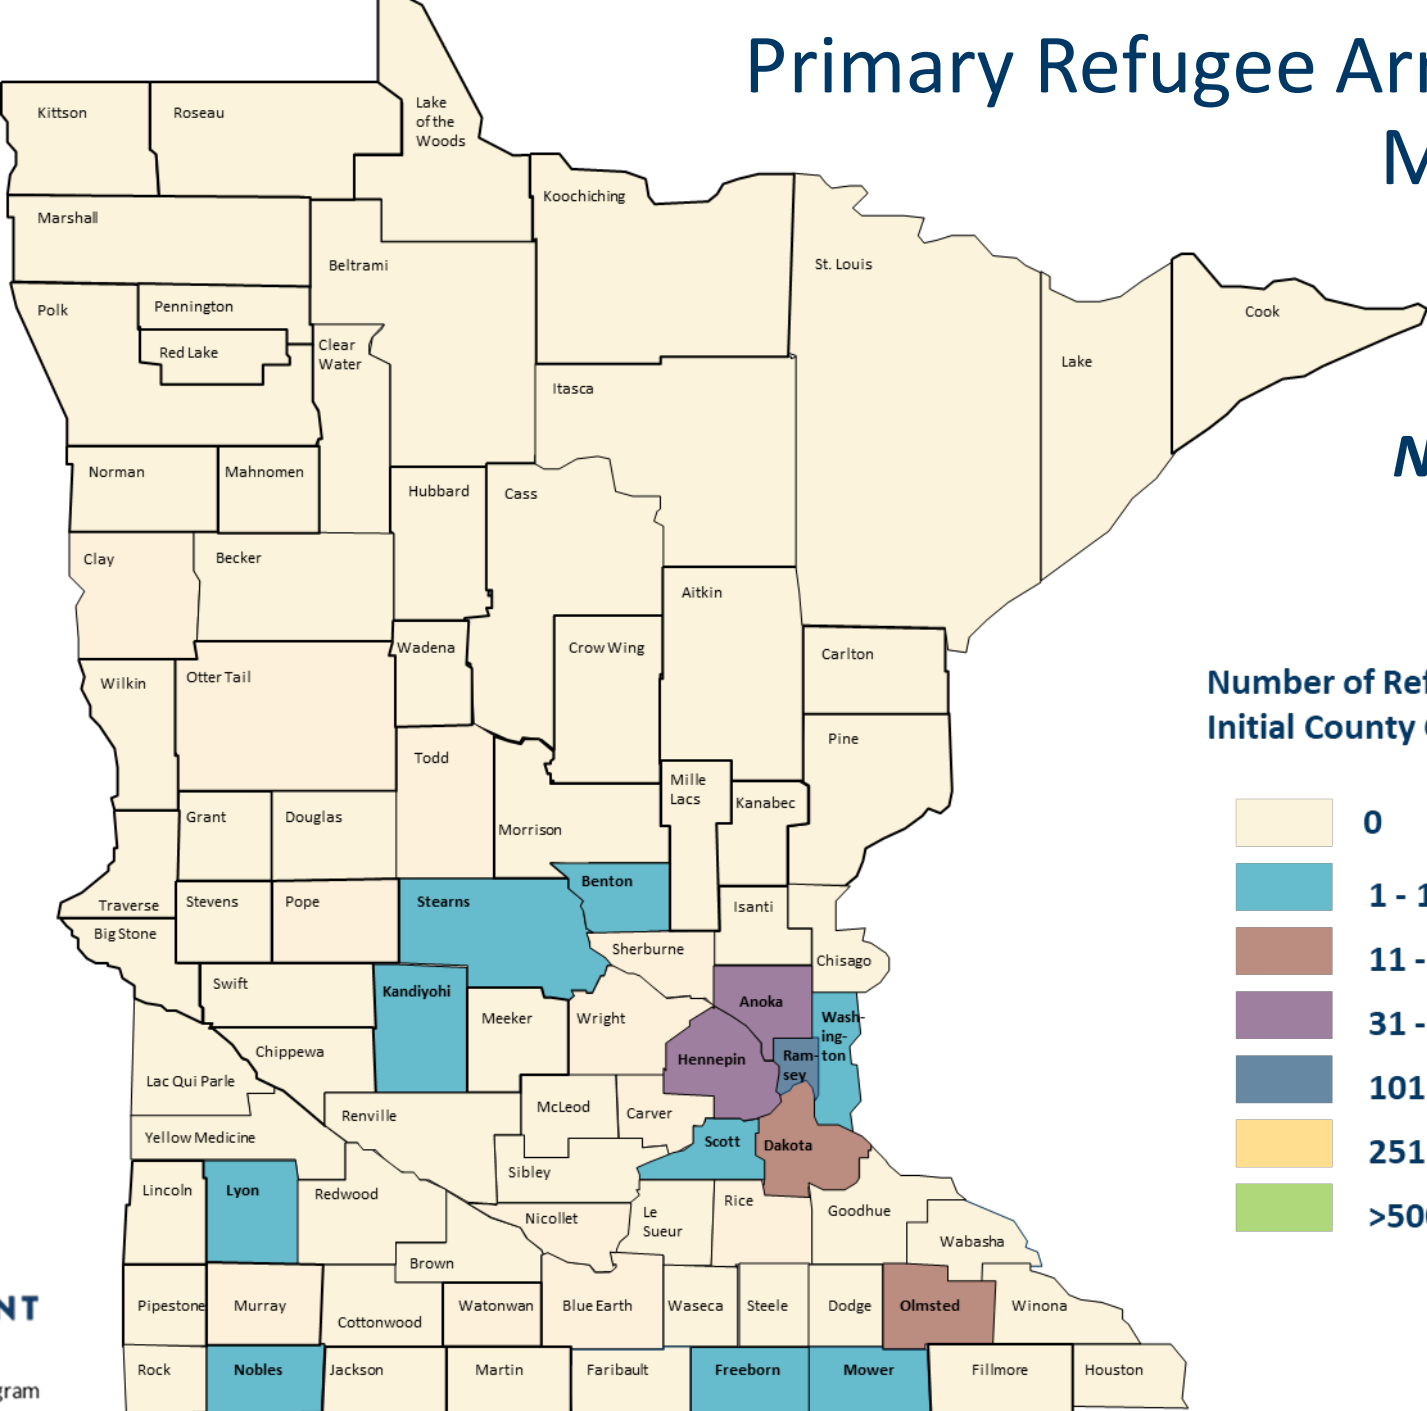 Primary Refugee Arr
M
N
Kittson
Roseau
Lake
of the
Woods
Koochiching
Marshall
Beltrami
St. Louis
Polk
Pennington
Red Lake
Clear
Water
Cook
Lake
Itasca
Norman
Mahnomen
Hubbard
Cass
Clay
Becker
Aitkin
Wadena
Crow Wing
Carlton
Otter Tail
Wilkin
Number of Ref
Initial County
Pine
Todd
Mille
Lacs
Kanabec
Grant
Douglas
Morrison
0
Benton
1 - 1
Traverse
Stevens
Pope
Stearns
Isanti
Big Stone
Sherburne
Chisago
11 -
Swift
Kandiyohi
Anoka
Meeker
Wright
Wash-
ing-
ton
31 -
Chippewa
Hennepin
Ram-
sey
Lac Qui Parle
101
Renville
McLeod
Carver
Yellow Medicine
Scott
Dakota
251
Sibley
Lincoln
Lyon
Redwood
Rice
Nicollet
Le
Sueur
Goodhue
>50
Wabasha
Brown
NT
Pipestone
Murray
Cottonwood
Watonwan
Blue Earth
Waseca
Steele
Dodge
Olmsted
Winona
Rock
Nobles
Jackson
Martin
Faribault
Freeborn
Mower
Fillmore
Houston
gram